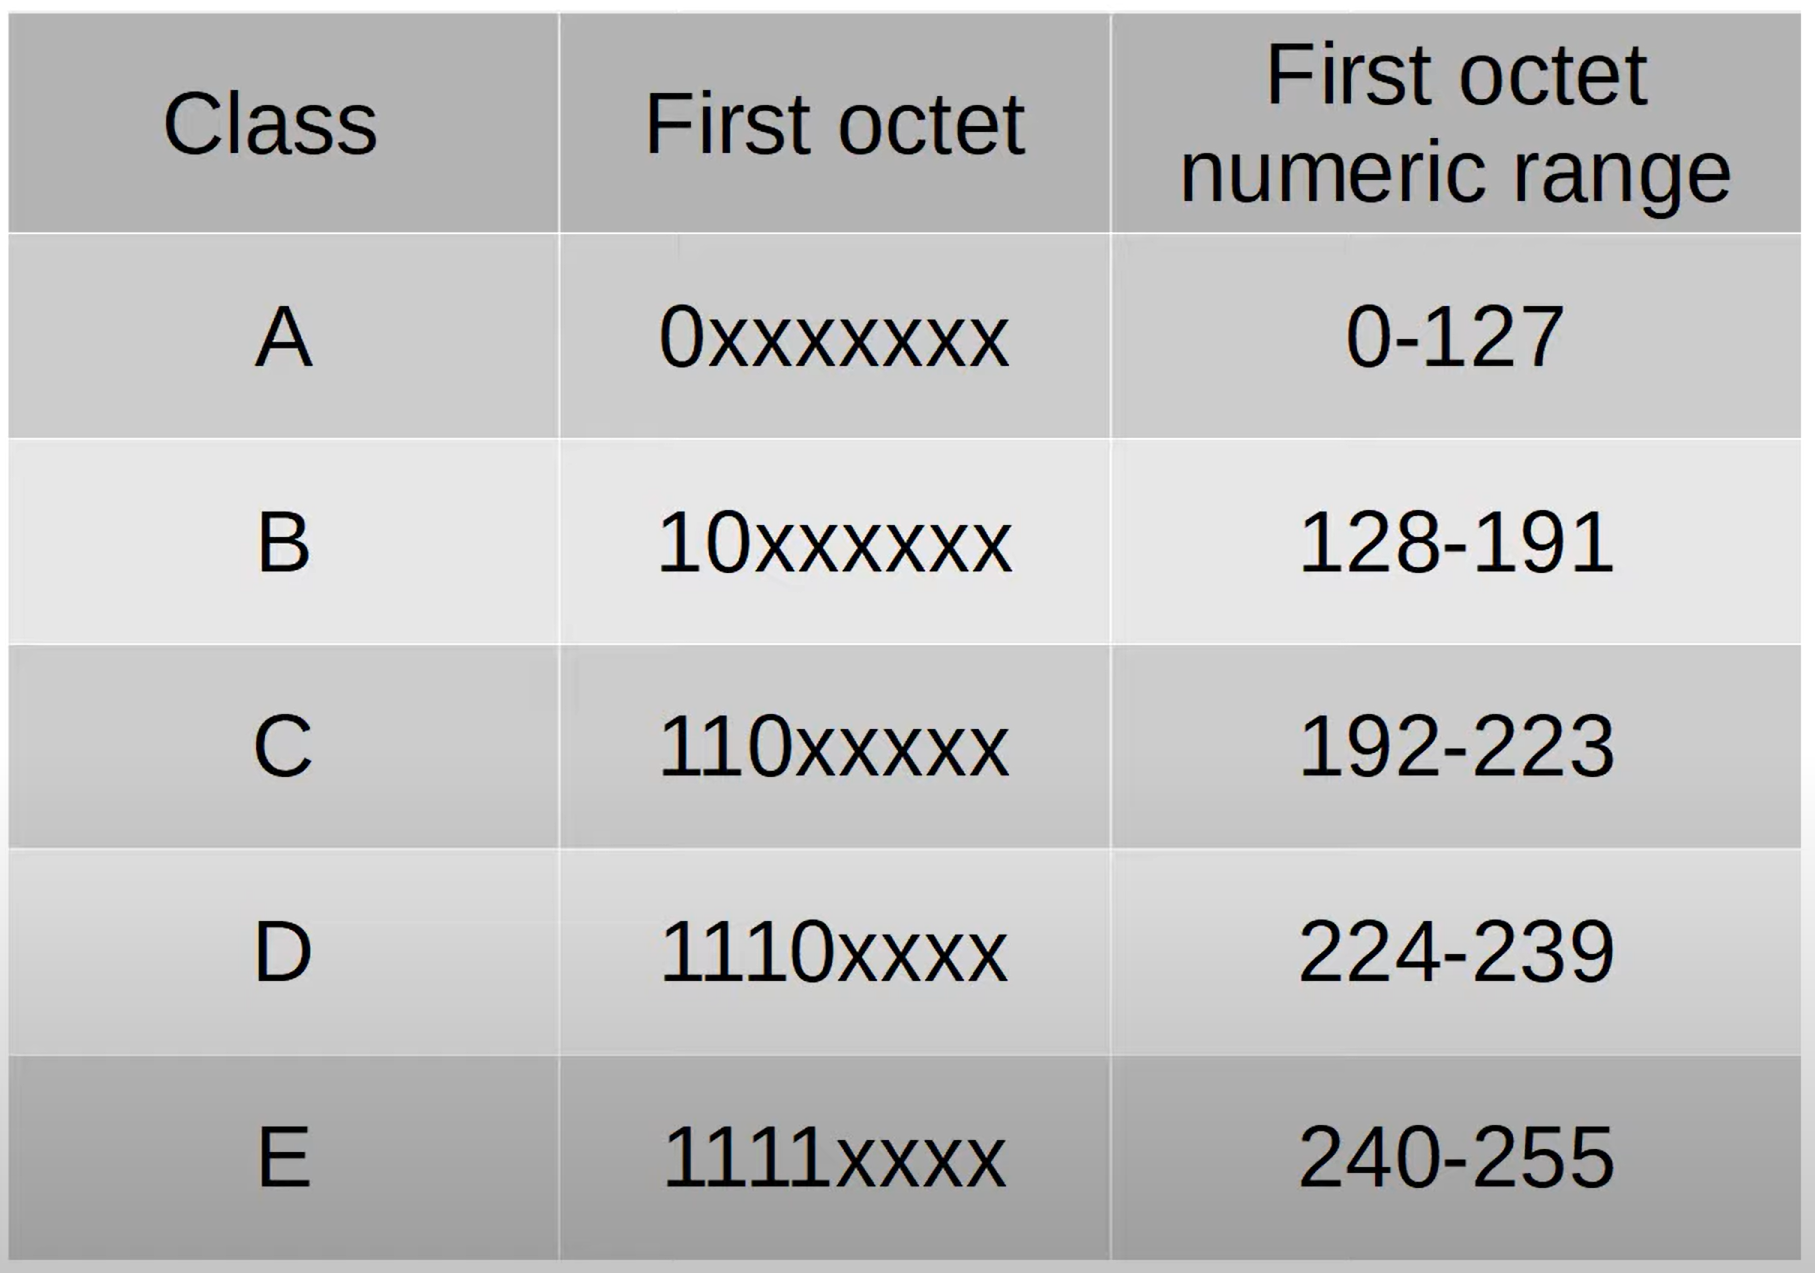 Class
First octet
First octet
numeric range
A
0xxxxxxx
0-127
B
10xxxxxx
128-191
C
110xxxxx
192-223
D
1110xxxx
224-239
E
1111xxxx
240-255